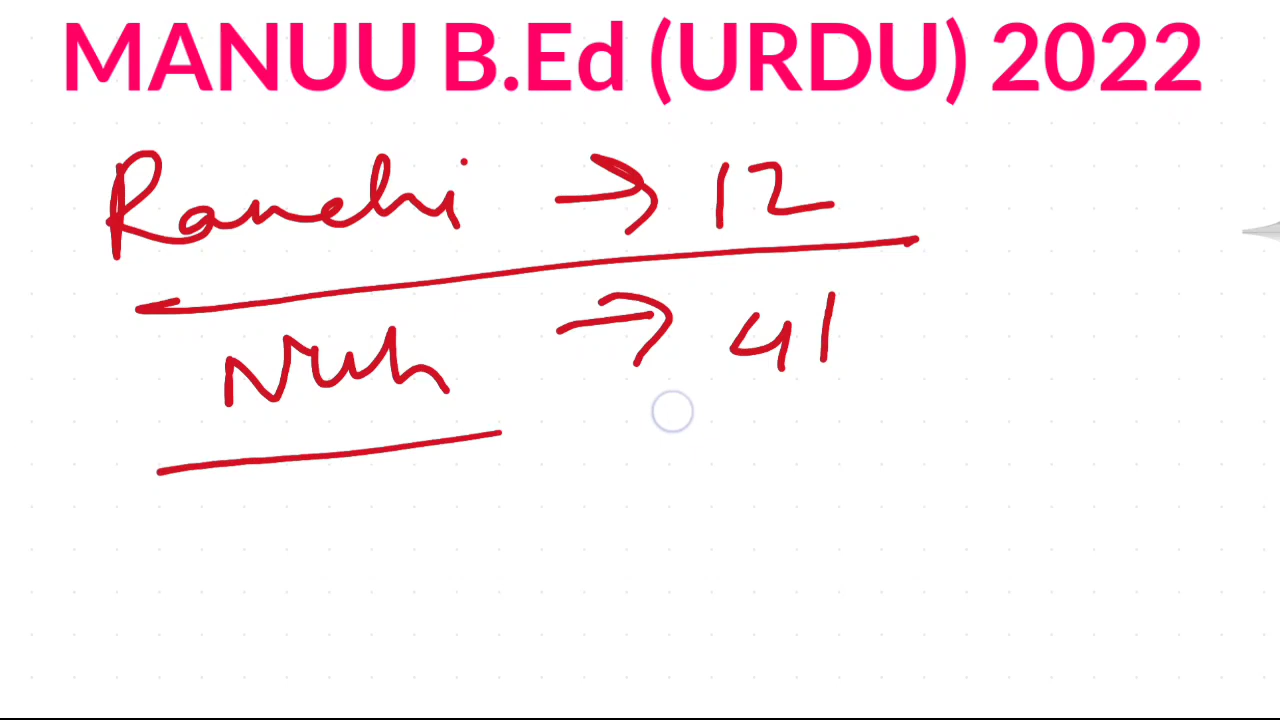 MANUU B.Ed (URDU) 2022
Ranchi → 12
Nuh → 41